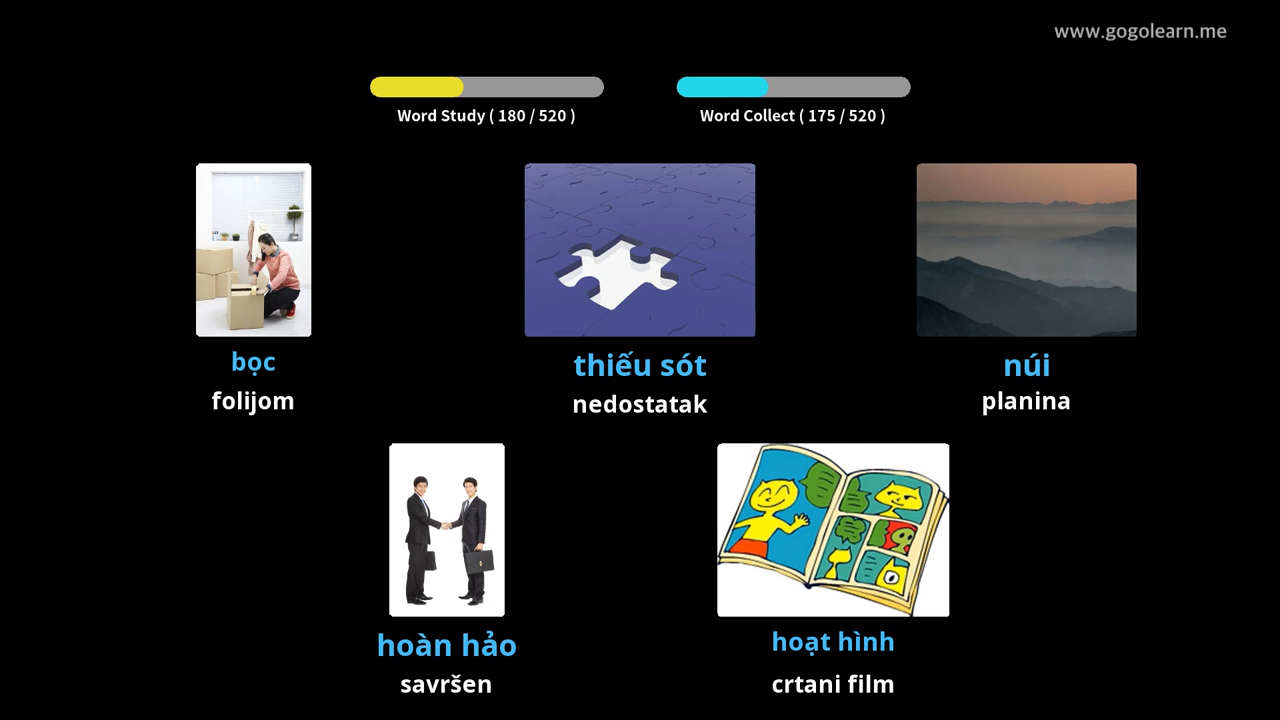 www.gogolearn.me
Word Study ( 180 / 520 )
Word Collect ( 175 / 520 )
bọc
folijom
thiếu sót
nedostatak
núi
planina
hoàn hảo
savršen
hoạt hình
crtani film